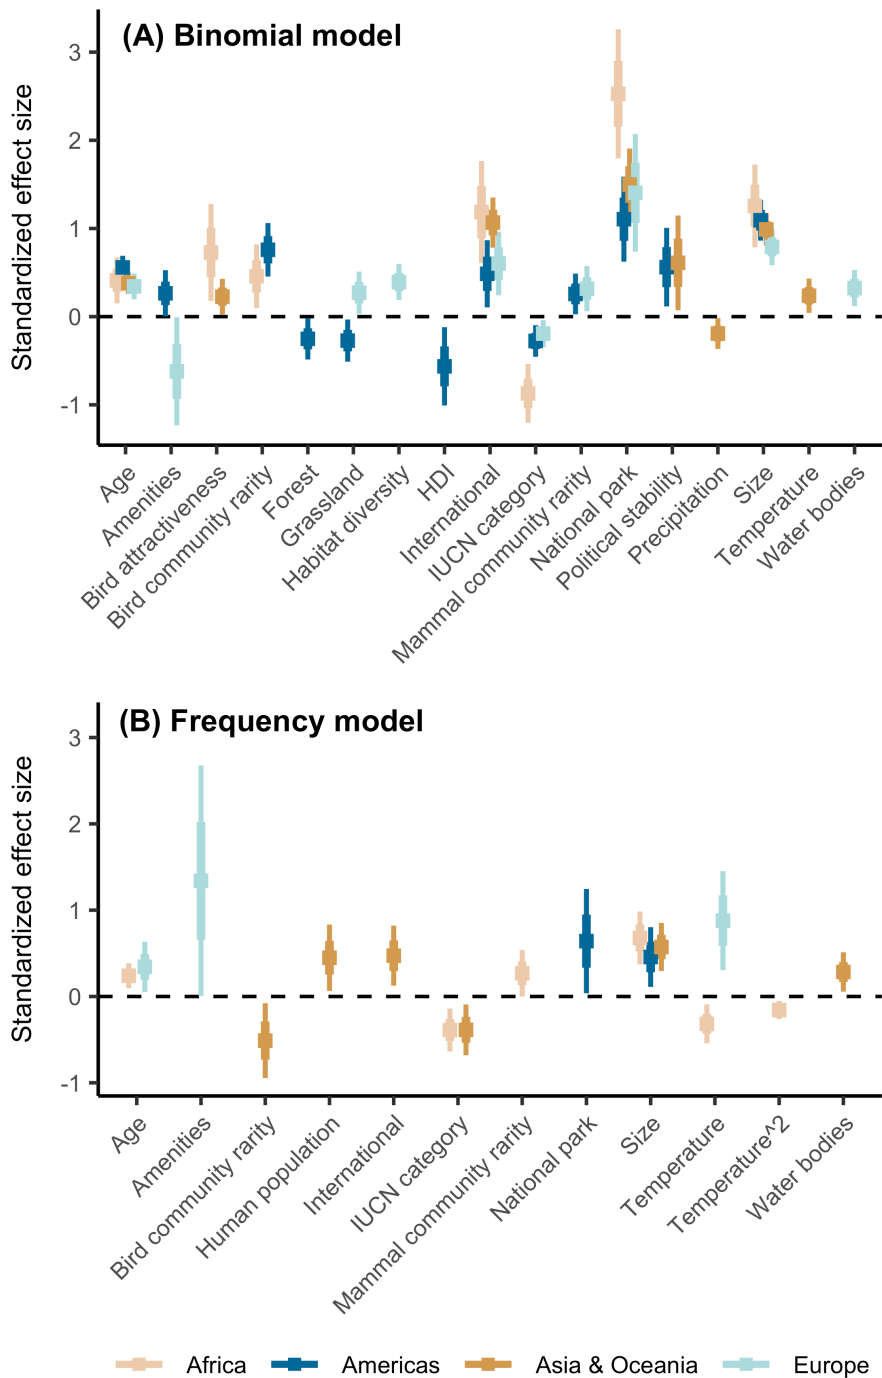 (A) Binomial model
Standardized effect size
3
2
1
0
-1
Age
Amenities
Bird attractiveness
Bird community rarity
Forest
Grassland
Habitat diversity
HDI
International
IUCN category
Mammal community rarity
National park
Political stability
Precipitation
Size
Temperature
Water bodies
(B) Frequency model
Standardized effect size
3
2
1
0
-1
Age
Amenities
Bird community rarity
Human population
International
IUCN category
Mammal community rarity
National park
Size
Temperature
Temperature^2
Water bodies
Africa Americas Asia & Oceania Europe